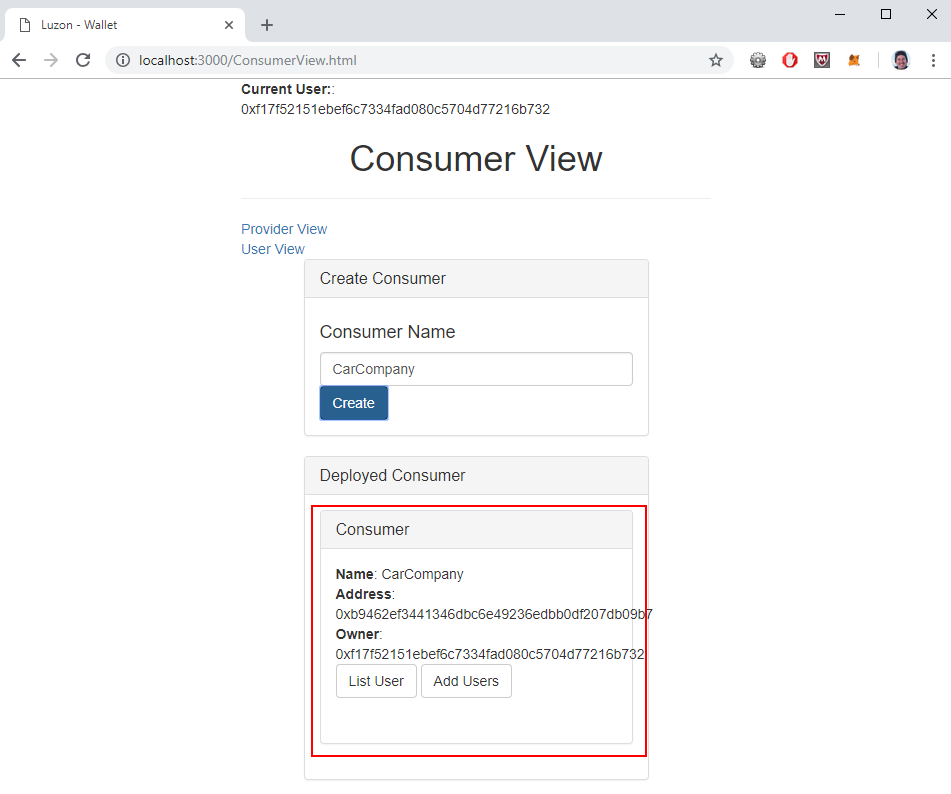 Luzon - Wallet
localhost:3000/ConsumerView.html
Current User::
0xf17f52151ebef6c7334fad080c5704d77216b732
Consumer View
Provider View
User View
Create Consumer
Consumer Name
CarCompany
Create
Deployed Consumer
Consumer
Name: CarCompany
Address:
0xb9462ef3441346dbc6e49236edbb0df207db09b7
Owner:
0xf17f52151ebef6c7334fad080c5704d77216b732
List User Add Users